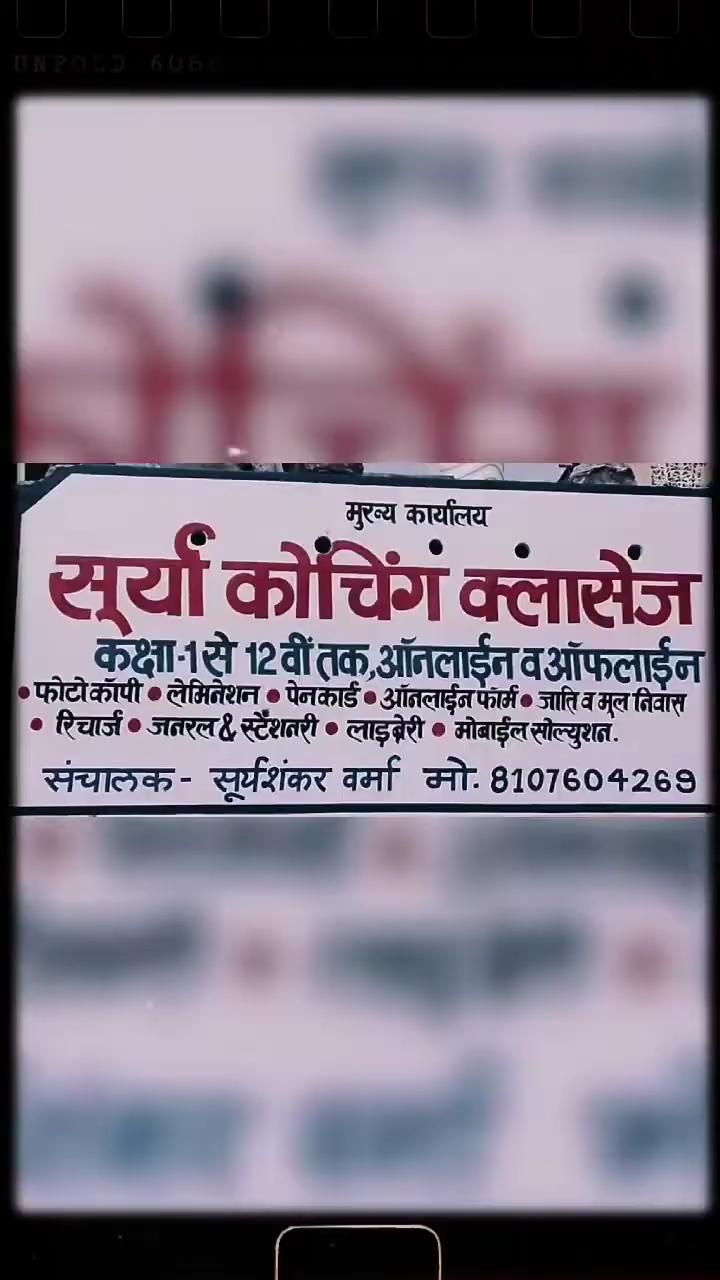 मुख्य कार्यालय
सूर्या कोचिंग क्लासेज
कक्षा-1 से 12 वीं तक,ऑनलाईन व ऑफलाईन
• फोटो कॉपी • लेमिनेशन • पेनकार्ड • ऑनलाईन फॉर्म • जाति व मूल निवास
• रिचार्ज • जनरल & स्टैशनरी • लाइब्रेरी • मोबाईल सोल्युशन.
संचालक - सूर्यशंकर वर्मा मो. 8107604269